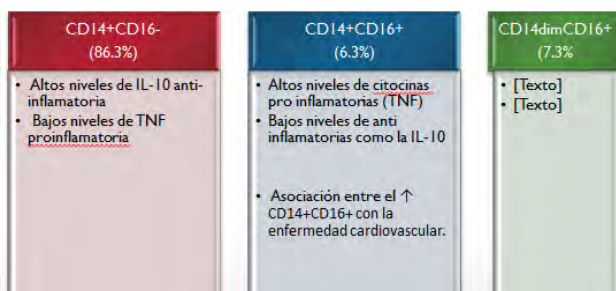 CD14+CD16-
(86.3%)
• Altos niveles de IL-10 anti-
inflamatoria
• Bajos niveles de TNF
proinflamatoria
CD14+CD16+
(6.3%)
• Altos niveles de citocinas
pro inflamatorias (TNF)
• Bajos niveles de anti
inflamatorias como la IL-10
• Asociación entre el ↑
CD14+CD16+ con la
enfermedad cardiovascular.
CD14dimCD16+
(7.3%
• [Texto]
• [Texto]